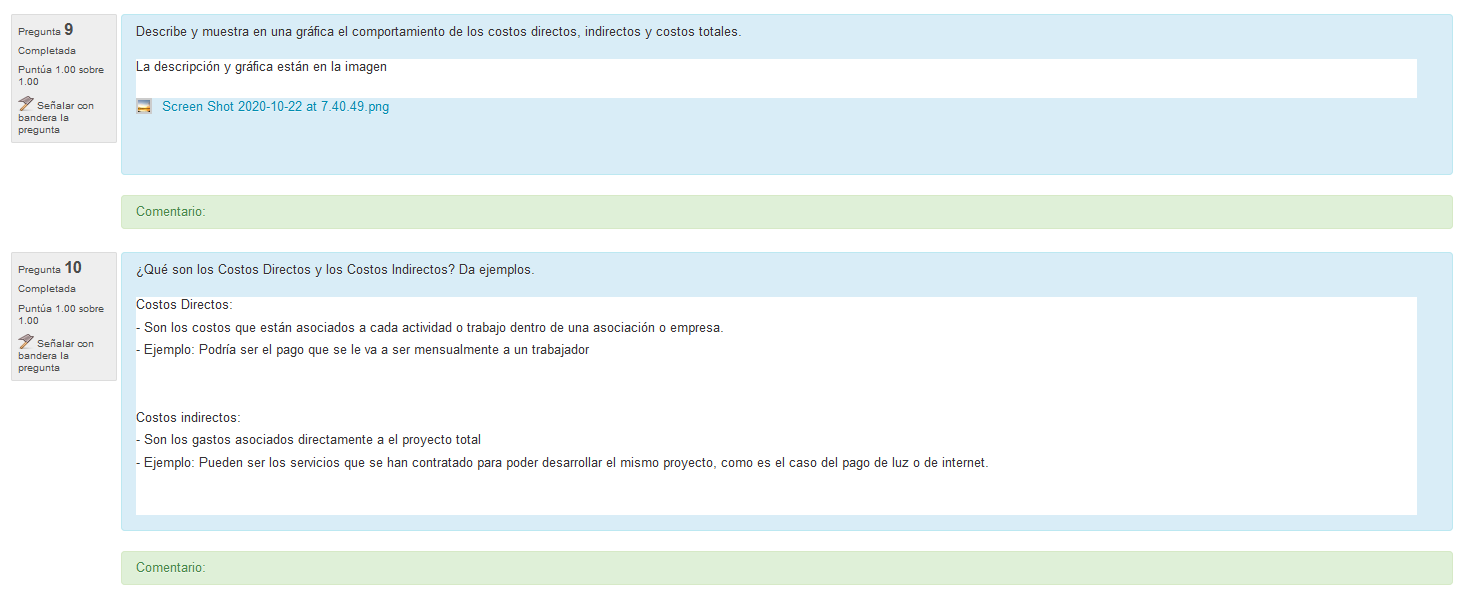 Pregunta 9
Completada
Puntúa 1.00 sobre
1.00
Señalar con
bandera la
pregunta
Describe y muestra en una gráfica el comportamiento de los costos directos, indirectos y costos totales.
La descripción y gráfica están en la imagen
Screen Shot 2020-10-22 at 7.40.49.png
Comentario:
Pregunta 10
Completada
Puntúa 1.00 sobre
1.00
Señalar con
bandera la
pregunta
¿Qué son los Costos Directos y los Costos Indirectos? Da ejemplos.
Costos Directos:
- Son los costos que están asociados a cada actividad o trabajo dentro de una asociación o empresa.
- Ejemplo: Podría ser el pago que se le va a ser mensualmente a un trabajador
Costos indirectos:
- Son los gastos asociados directamente a el proyecto total
- Ejemplo: Pueden ser los servicios que se han contratado para poder desarrollar el mismo proyecto, como es el caso del pago de luz o de internet.
Comentario: